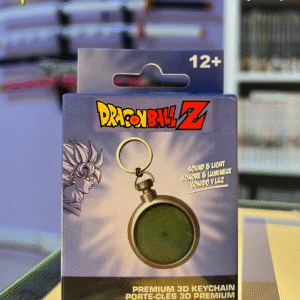 12+
DRAGON BALL Z
SOUND & LIGHT
SONORE & LUMINEUX
SONIDO Y LUZ
PREMIUM 3D KEYCHAIN
PORTE-CLÉS 3D PREMIUM